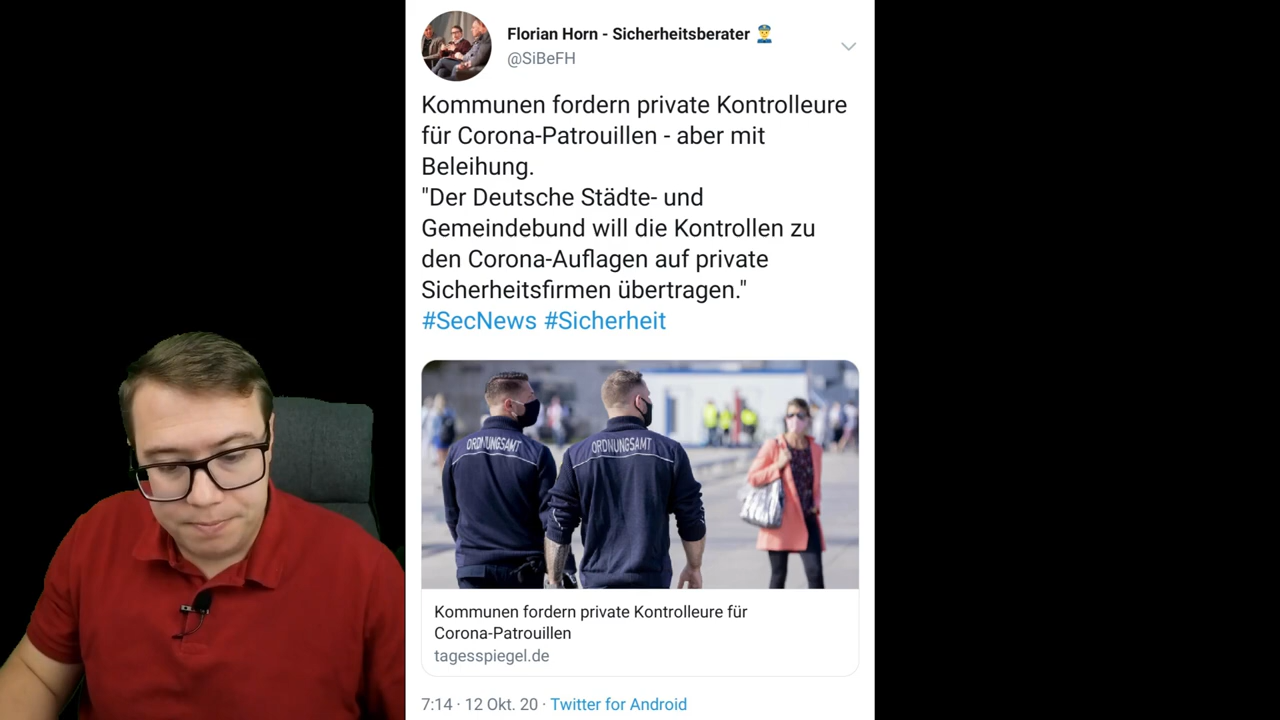 Florian Horn - Sicherheitsberater
@SiBeFH
Kommunen fordern private Kontrolleure
für Corona-Patrouillen - aber mit
Beleihung.
"Der Deutsche Städte- und
Gemeindebund will die Kontrollen zu
den Corona-Auflagen auf private
Sicherheitsfirmen übertragen."
#SecNews #Sicherheit
ORDNUNGSAMT
ORDNUNGSAMT
Kommunen fordern private Kontrolleure für
Corona-Patrouillen
tagesspiegel.de
7:14 · 12 Okt. 20 · Twitter for Android